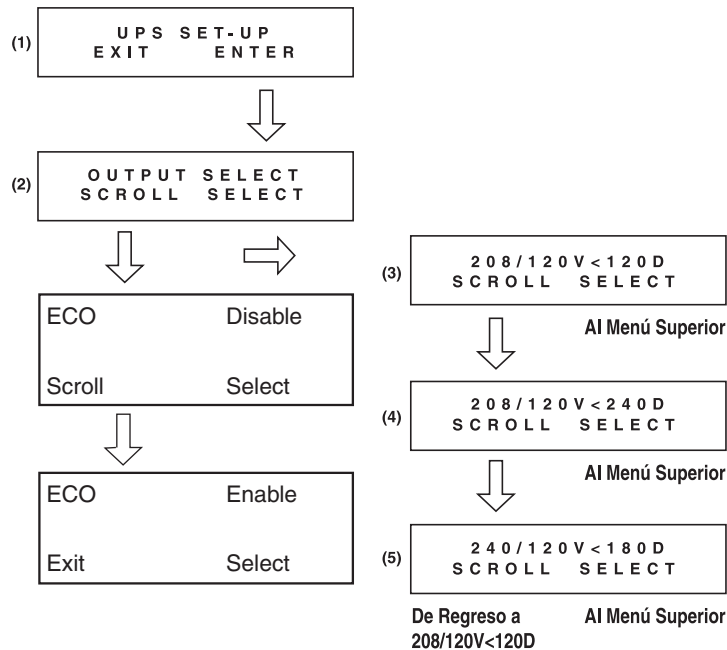 (1)
UPS SET-UP
EXIT ENTER
(2)
OUTPUT SELECT
SCROLL SELECT
ECO Disable
Scroll Select
ECO Enable
Exit Select
(3)
208/120V<120D
SCROLL SELECT
Al Menú Superior
(4)
208/120V<240D
SCROLL SELECT
Al Menú Superior
(5)
240/120V<180D
SCROLL SELECT
De Regreso a Al Menú Superior
208/120V<120D